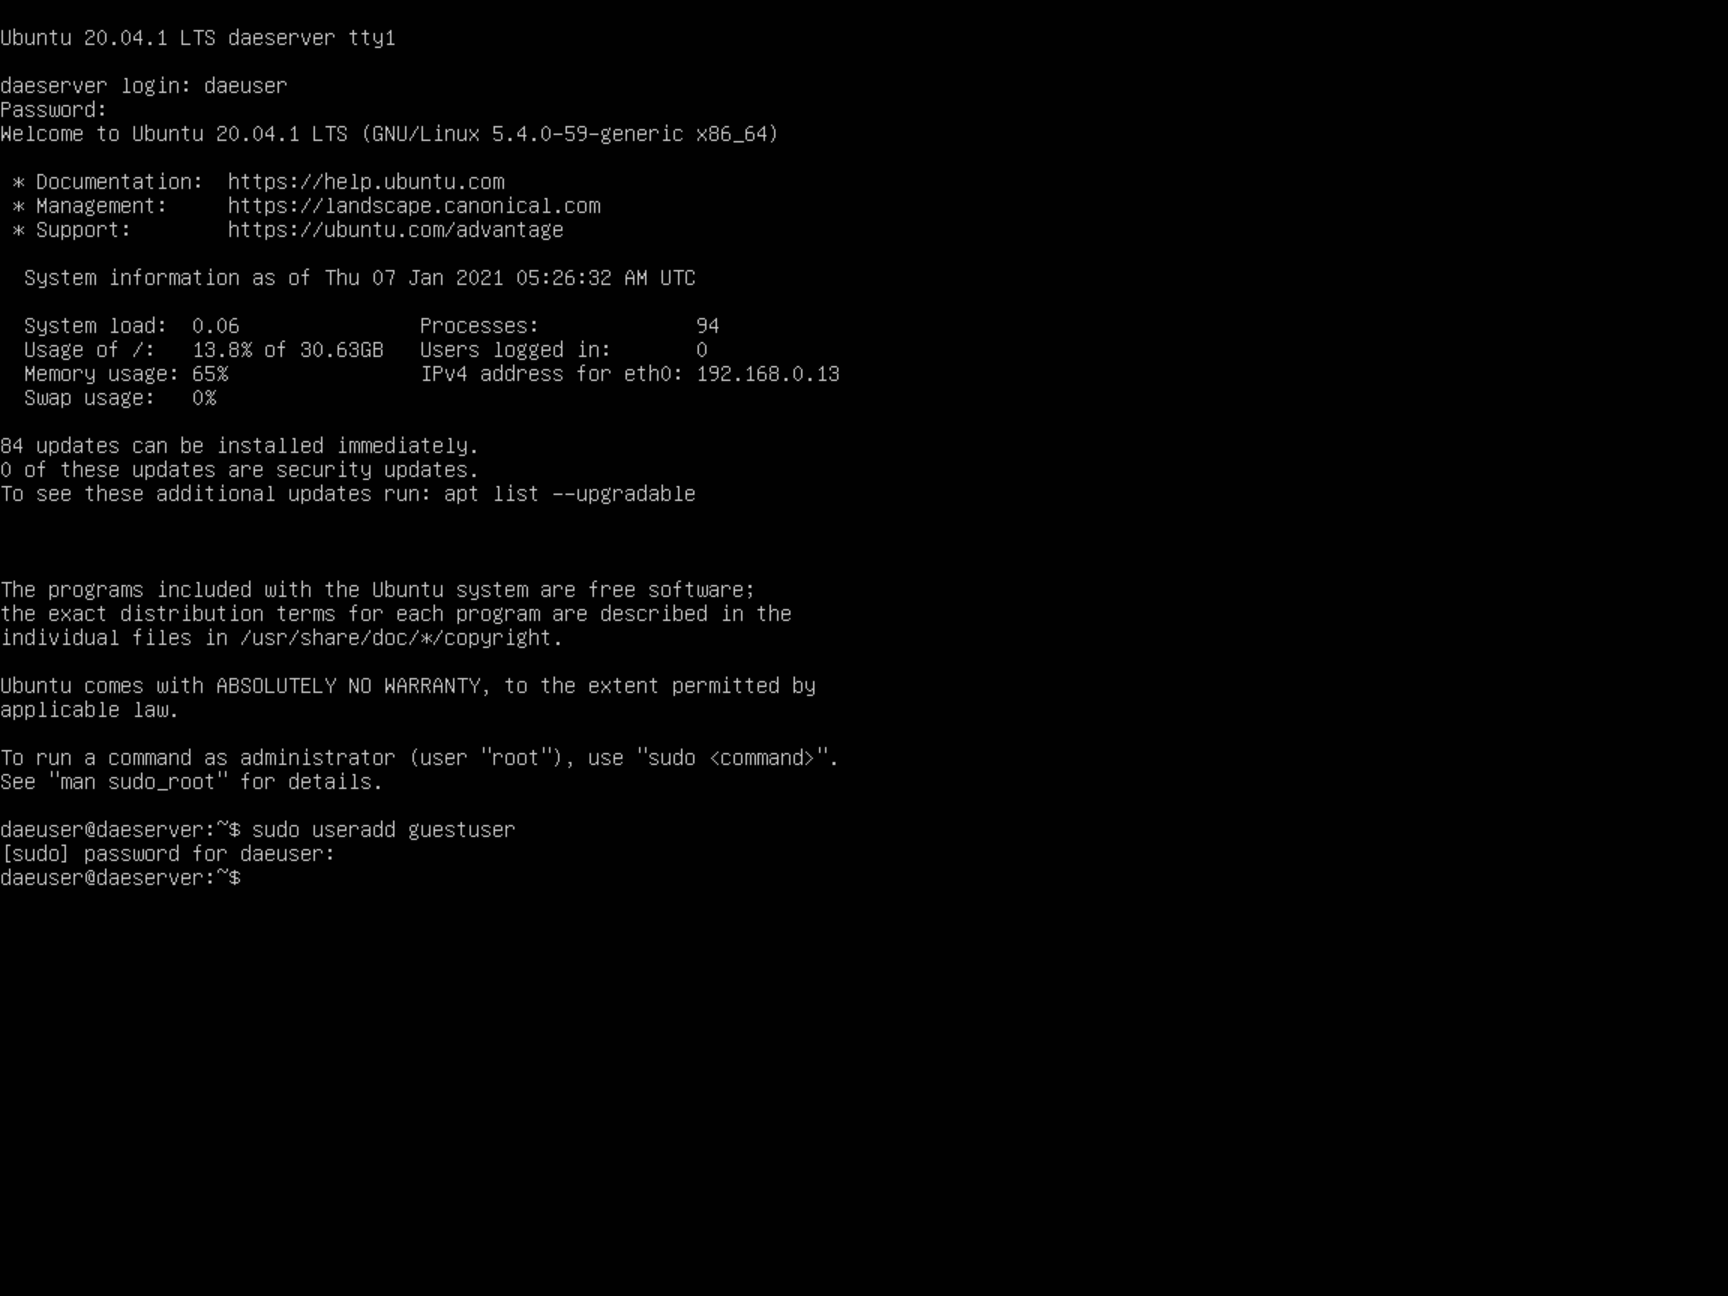 Ubuntu 20.04.1 LTS daeserver tty1
daeserver login: daeuser
Password:
Welcome to Ubuntu 20.04.1 LTS (GNU/Linux 5.4.0-59-generic x86_64)
* Documentation:  https://help.ubuntu.com
* Management:     https://landscape.canonical.com
* Support:        https://ubuntu.com/advantage
System information as of Thu 07 Jan 2021 05:26:32 AM UTC
System load:  0.06               Processes:             94
Usage of /:   13.8% of 30.63GB   Users logged in:       0
Memory usage: 65%                IPv4 address for eth0: 192.168.0.13
Swap usage:   0%
84 updates can be installed immediately.
0 of these updates are security updates.
To see these additional updates run: apt list --upgradable
The programs included with the Ubuntu system are free software;
the exact distribution terms for each program are described in the
individual files in /usr/share/doc/*/copyright.
Ubuntu comes with ABSOLUTELY NO WARRANTY, to the extent permitted by
applicable law.
To run a command as administrator (user "root"), use "sudo <command>".
See "man sudo_root" for details.
daeuser@daeserver:~$ sudo useradd guestuser
[sudo] password for daeuser:
daeuser@daeserver:~$